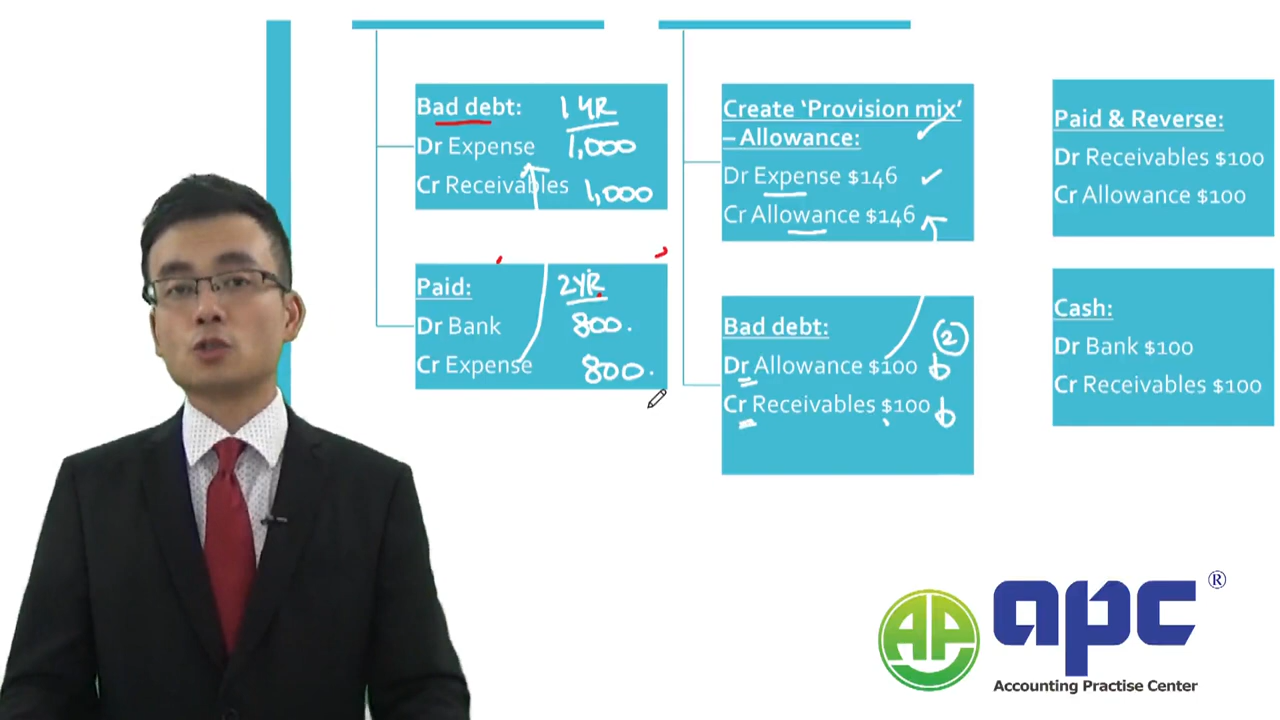 Bad debt: 1 YR
Dr Expense 1,000
Cr Receivables 1,000
Paid: 2YR
Dr Bank 800.
Cr Expense 800.
Create ‘Provision mix’
– Allowance:
Dr Expense $146
Cr Allowance $146
Bad debt: 2
Dr Allowance $100
Cr Receivables $100
Paid & Reverse:
Dr Receivables $100
Cr Allowance $100
Cash:
Dr Bank $100
Cr Receivables $100
AP apc ®
Accounting Practise Center